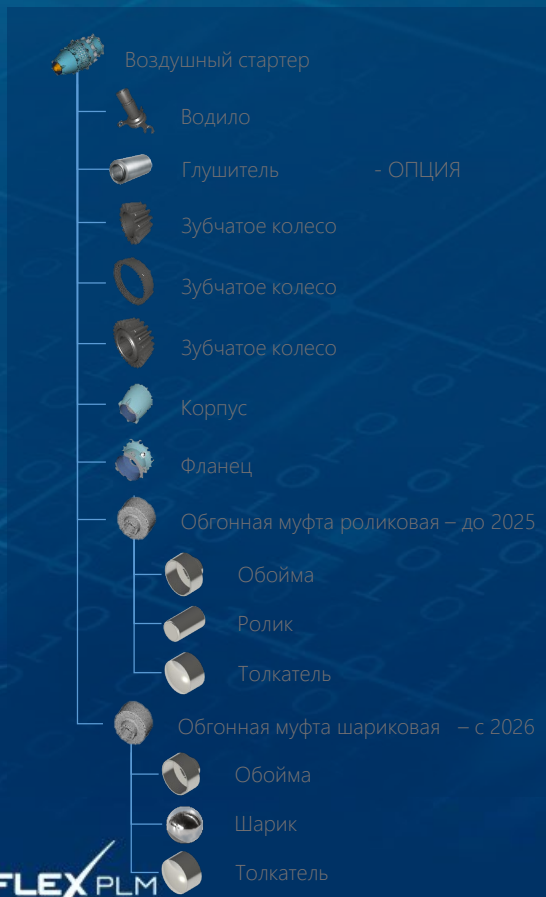 Воздушный стартер
Водило
Глушитель - ОПЦИЯ
Зубчатое колесо
Зубчатое колесо
Зубчатое колесо
Корпус
Фланец
Обгонная муфта роликовая – до 2025
Обойма
Ролик
Толкатель
Обгонная муфта шариковая – с 2026
Обойма
Шарик
Толкатель
FLEX PLM